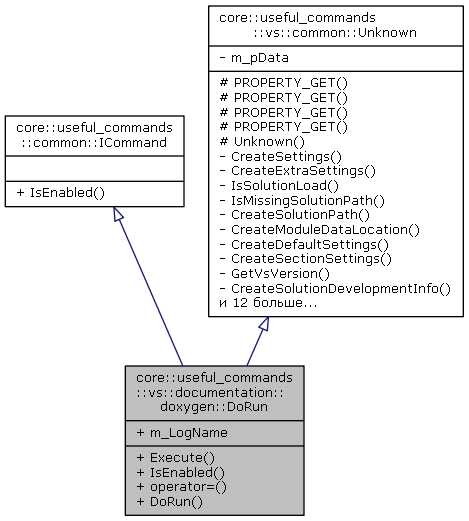 core::useful_commands
::vs::common::Unknown
- m_pData
# PROPERTY_GET()
# PROPERTY_GET()
# PROPERTY_GET()
# PROPERTY_GET()
# Unknown()
- CreateSettings()
- CreateExtraSettings()
- IsSolutionLoad()
- IsMissingSolutionPath()
- CreateSolutionPath()
- CreateModuleDataLocation()
- CreateDefaultSettings()
- CreateSectionSettings()
- GetVsVersion()
- CreateSolutionDevelopmentInfo()
и 12 больше...
core::useful_commands
::common::ICommand
+ IsEnabled()
core::useful_commands
::vs::documentation::
doxygen::DoRun
+ m_LogName
+ Execute()
+ IsEnabled()
+ operator=()
+ DoRun()